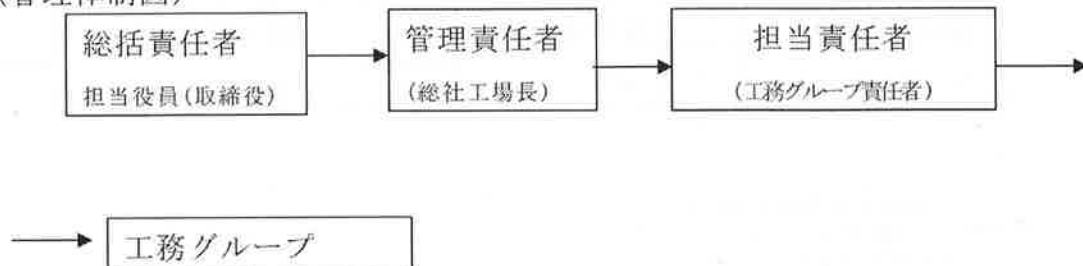 (管理体制図)
総括責任者
担当役員(取締役)
管理責任者
(総社工場長)
担当責任者
(工務グループ責任者)
工務グループ